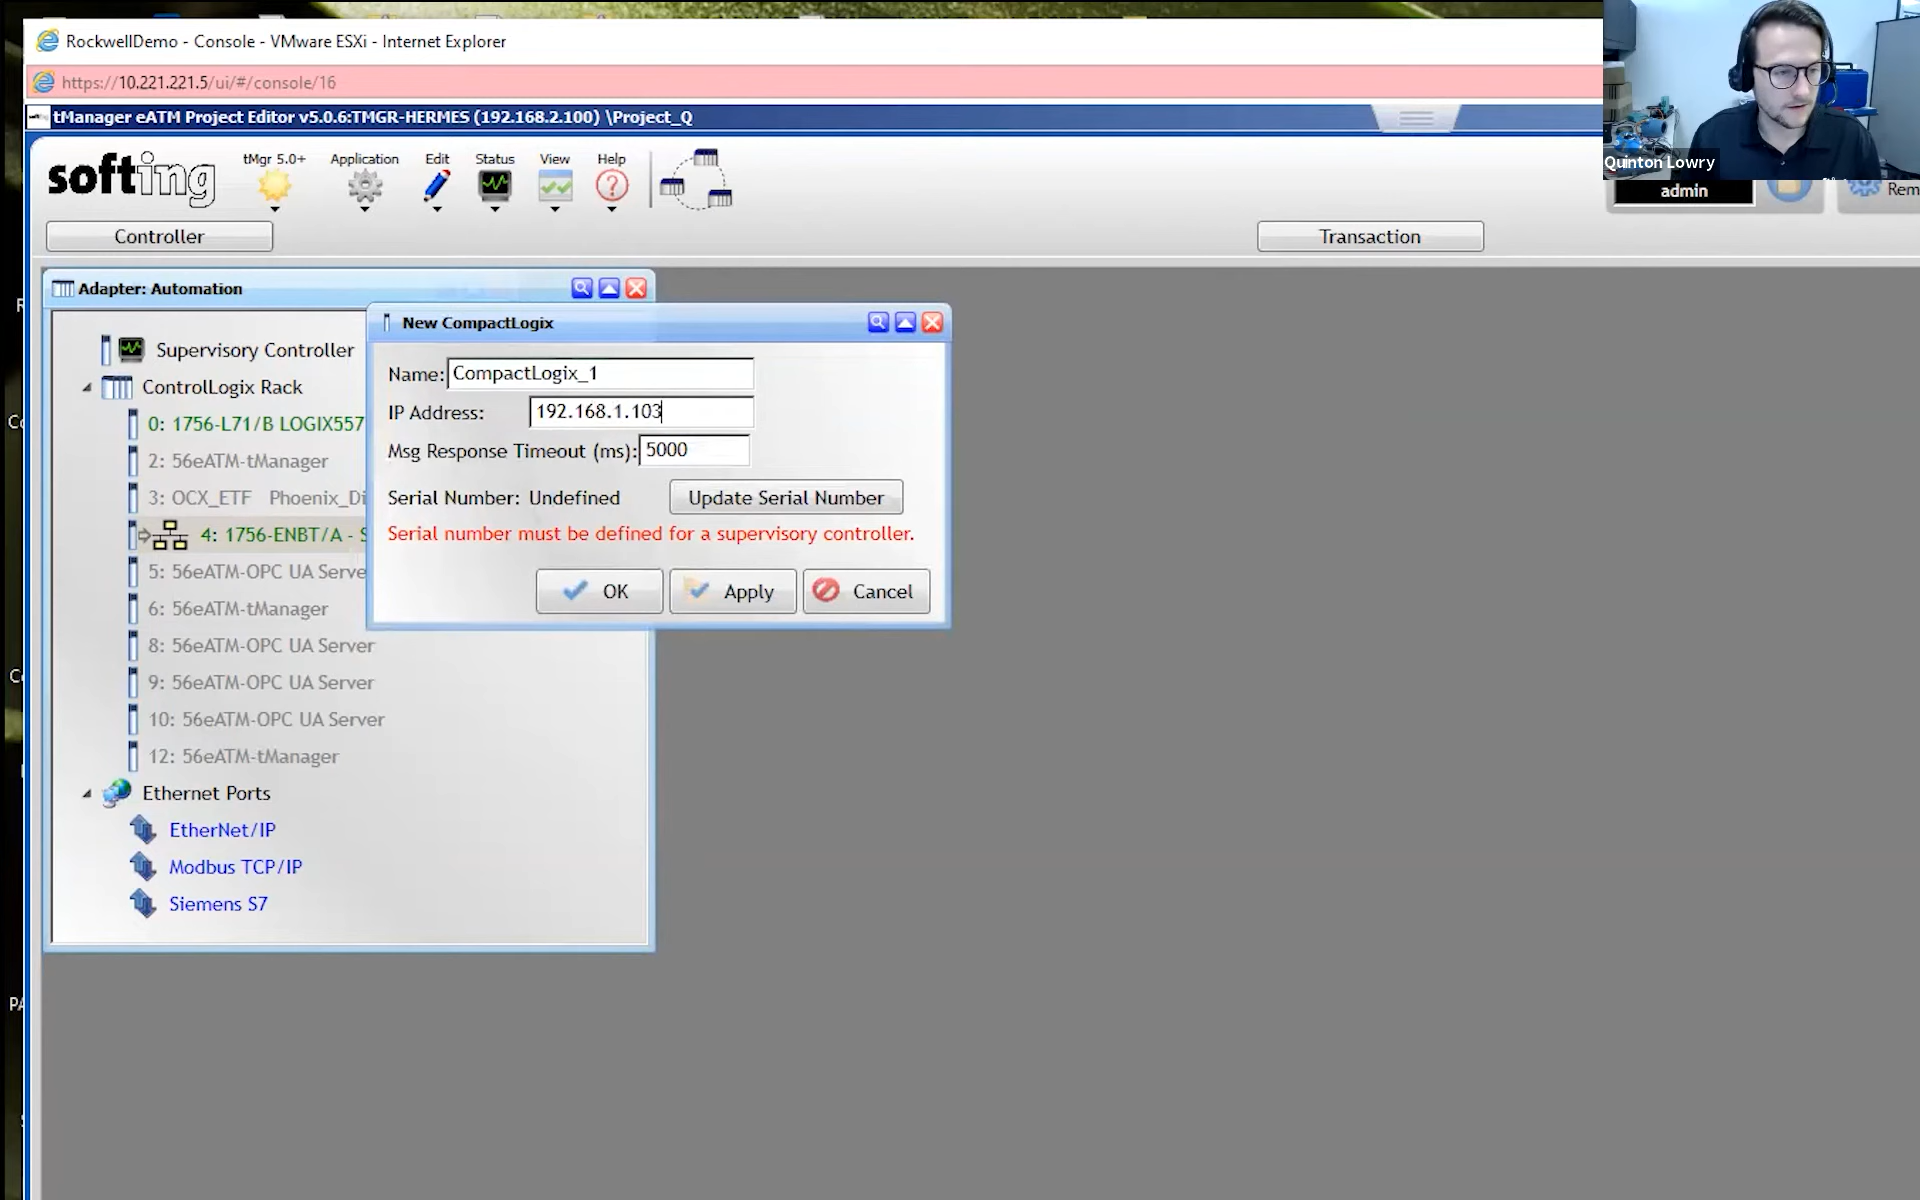 RockwellDemo - Console - VMware ESXi - Internet Explorer
https://10.221.221.5/ui/#/console/16
tManager eATM Project Editor v5.0.6:TMGR-HERMES (192.168.2.100) \Project_Q
softing
tMgr 5.0+ Application Edit Status View Help
Quinton Lowry
admin
Rem
Controller
Transaction
Adapter: Automation
Supervisory Controller
ControlLogix Rack
0: 1756-L71/B LOGIX557
2: 56eATM-tManager
3: OCX_ETF Phoenix_Di
4: 1756-ENBT/A - S
5: 56eATM-OPC UA Serve
6: 56eATM-tManager
8: 56eATM-OPC UA Server
9: 56eATM-OPC UA Server
10: 56eATM-OPC UA Server
12: 56eATM-tManager
Ethernet Ports
EtherNet/IP
Modbus TCP/IP
Siemens S7
New CompactLogix
Name: CompactLogix_1
IP Address: 192.168.1.103
Msg Response Timeout (ms): 5000
Serial Number: Undefined Update Serial Number
Serial number must be defined for a supervisory controller.
OK Apply Cancel